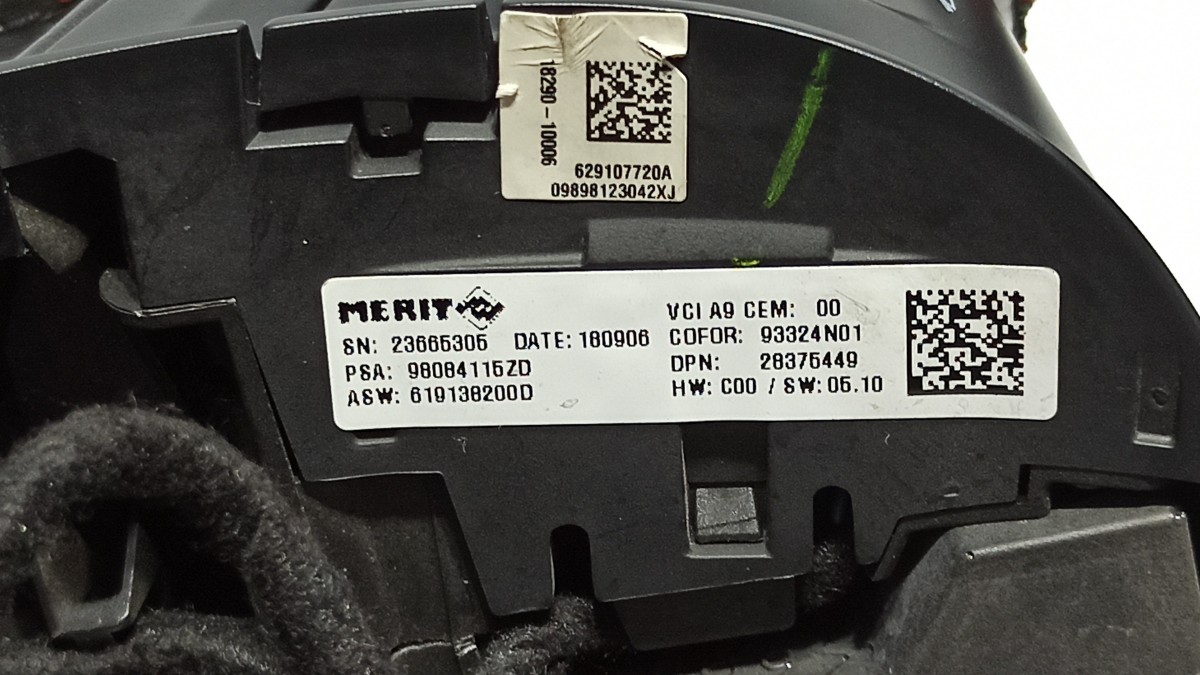 18290-10006
629107720A
09898123042XJ
MERIT
VCI A9 CEM: 00
SN: 23665305 DATE: 180906
COFOR: 93324N01
PSA: 98084115ZD
DPN: 28375449
ASW: 619138200D
HW: C00 / SW: 05.10